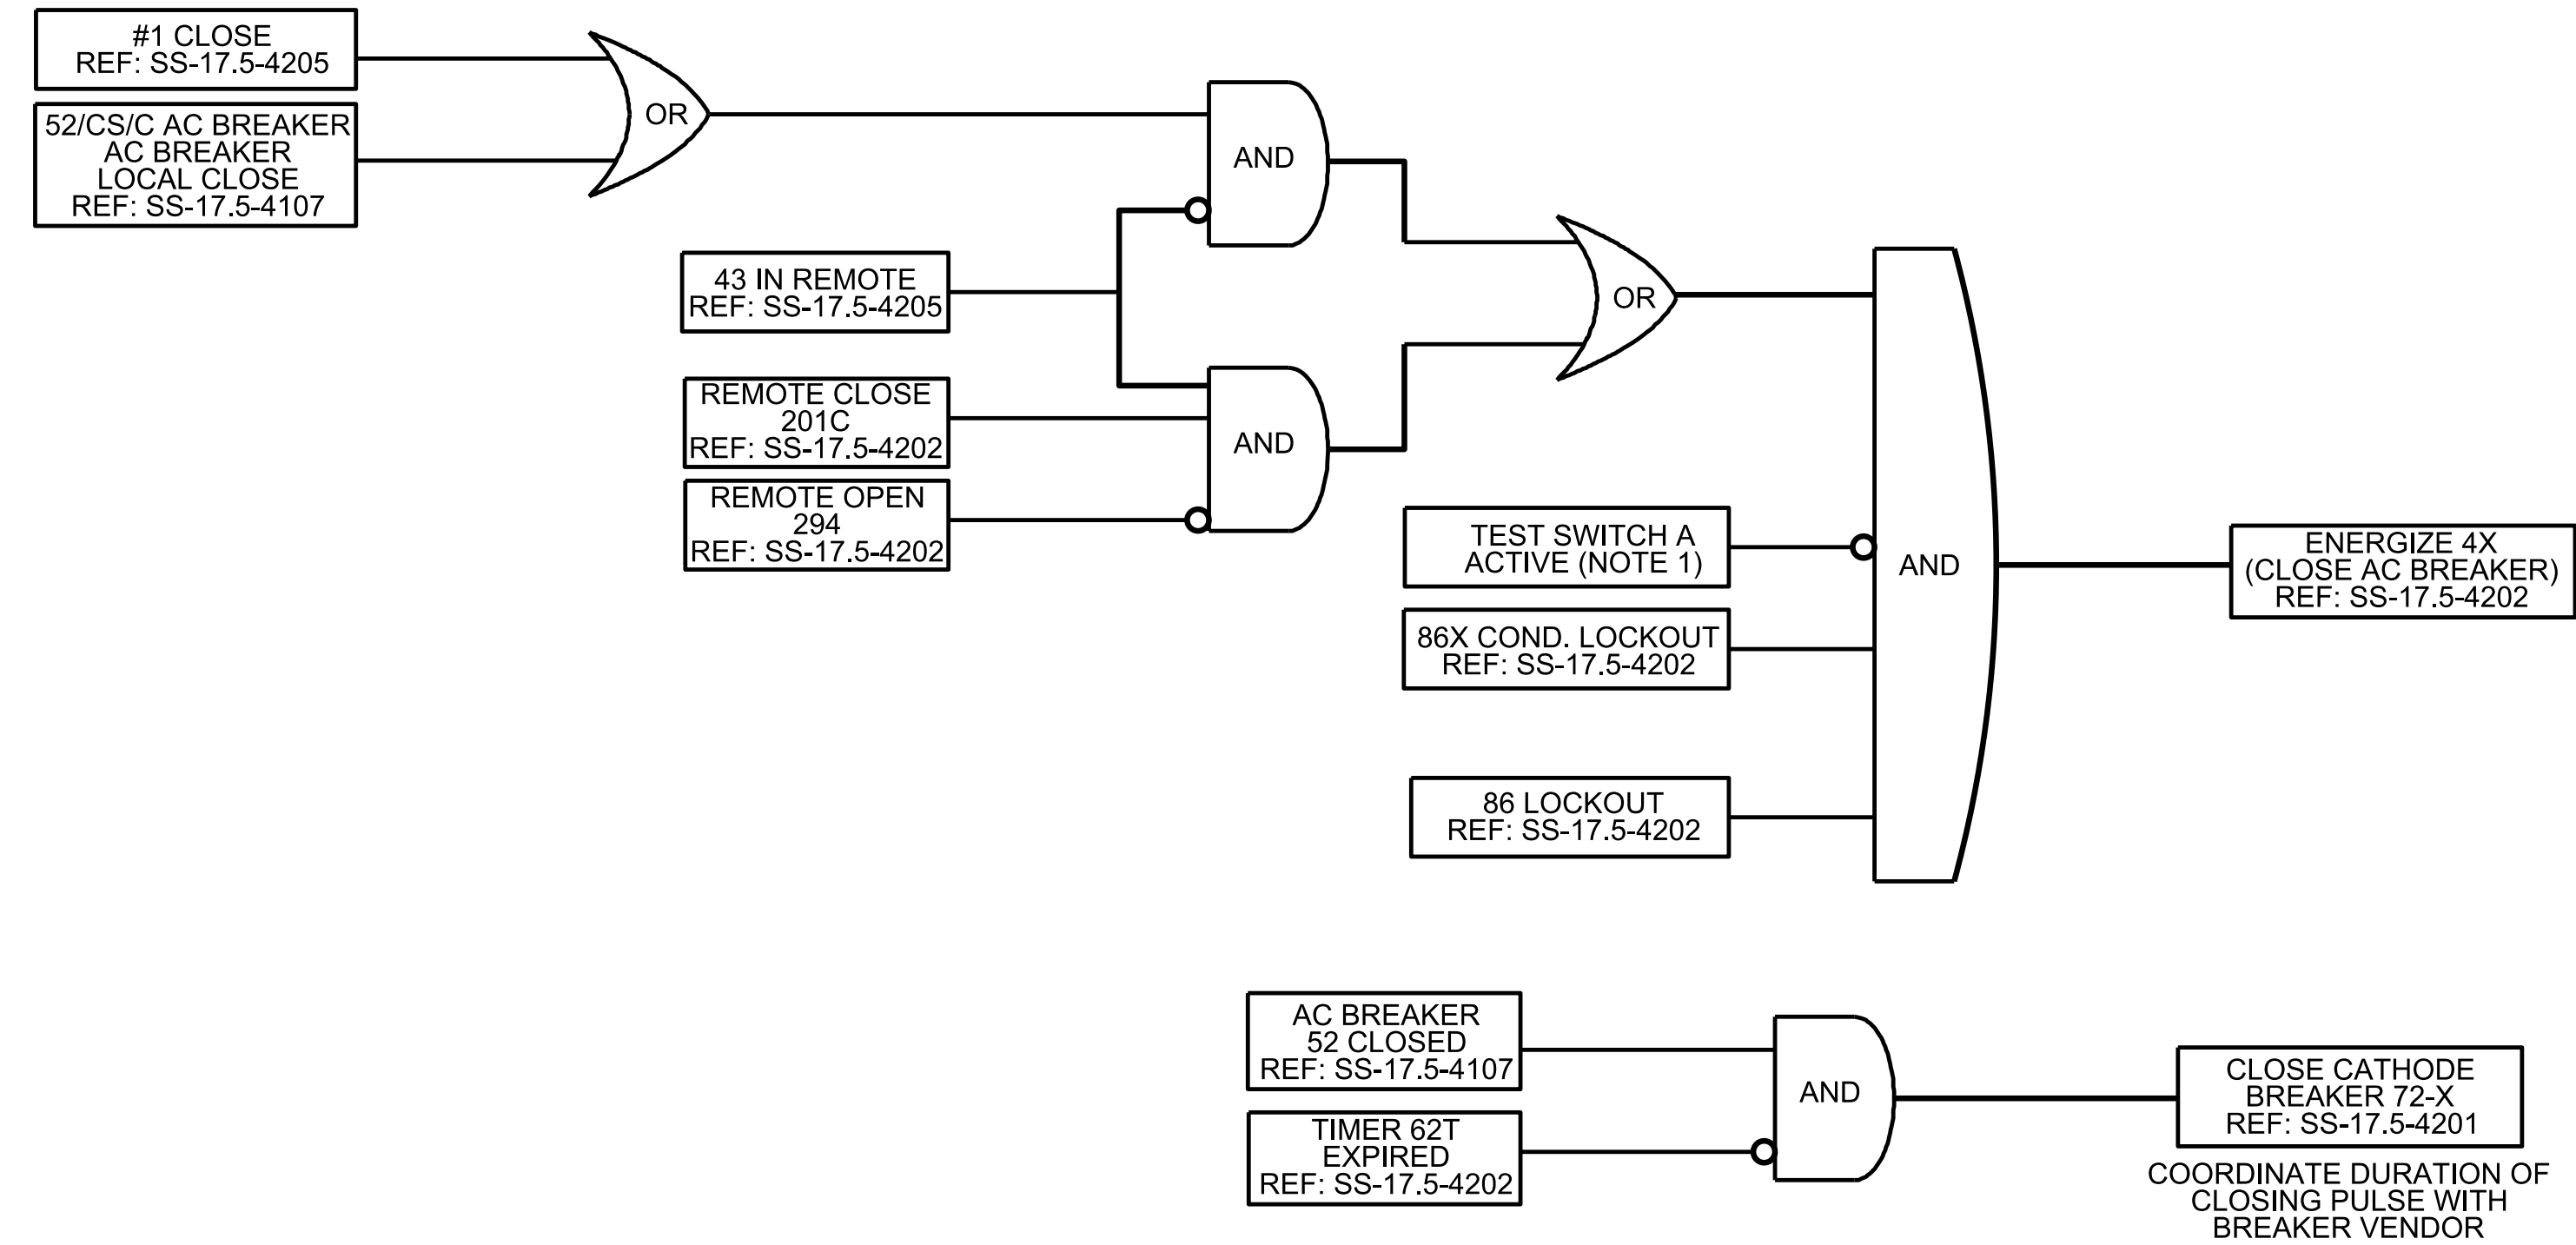 #1 CLOSE
REF: SS-17.5-4205
52/CS/C AC BREAKER
AC BREAKER
LOCAL CLOSE
REF: SS-17.5-4107
OR
AND
43 IN REMOTE
REF: SS-17.5-4205
OR
REMOTE CLOSE
201C
REF: SS-17.5-4202
AND
REMOTE OPEN
294
REF: SS-17.5-4202
TEST SWITCH A
ACTIVE (NOTE 1)
86X COND. LOCKOUT
REF: SS-17.5-4202
86 LOCKOUT
REF: SS-17.5-4202
AND
ENERGIZE 4X
(CLOSE AC BREAKER)
REF: SS-17.5-4202
AC BREAKER
52 CLOSED
REF: SS-17.5-4107
TIMER 62T
EXPIRED
REF: SS-17.5-4202
AND
CLOSE CATHODE
BREAKER 72-X
REF: SS-17.5-4201
COORDINATE DURATION OF
CLOSING PULSE WITH
BREAKER VENDOR